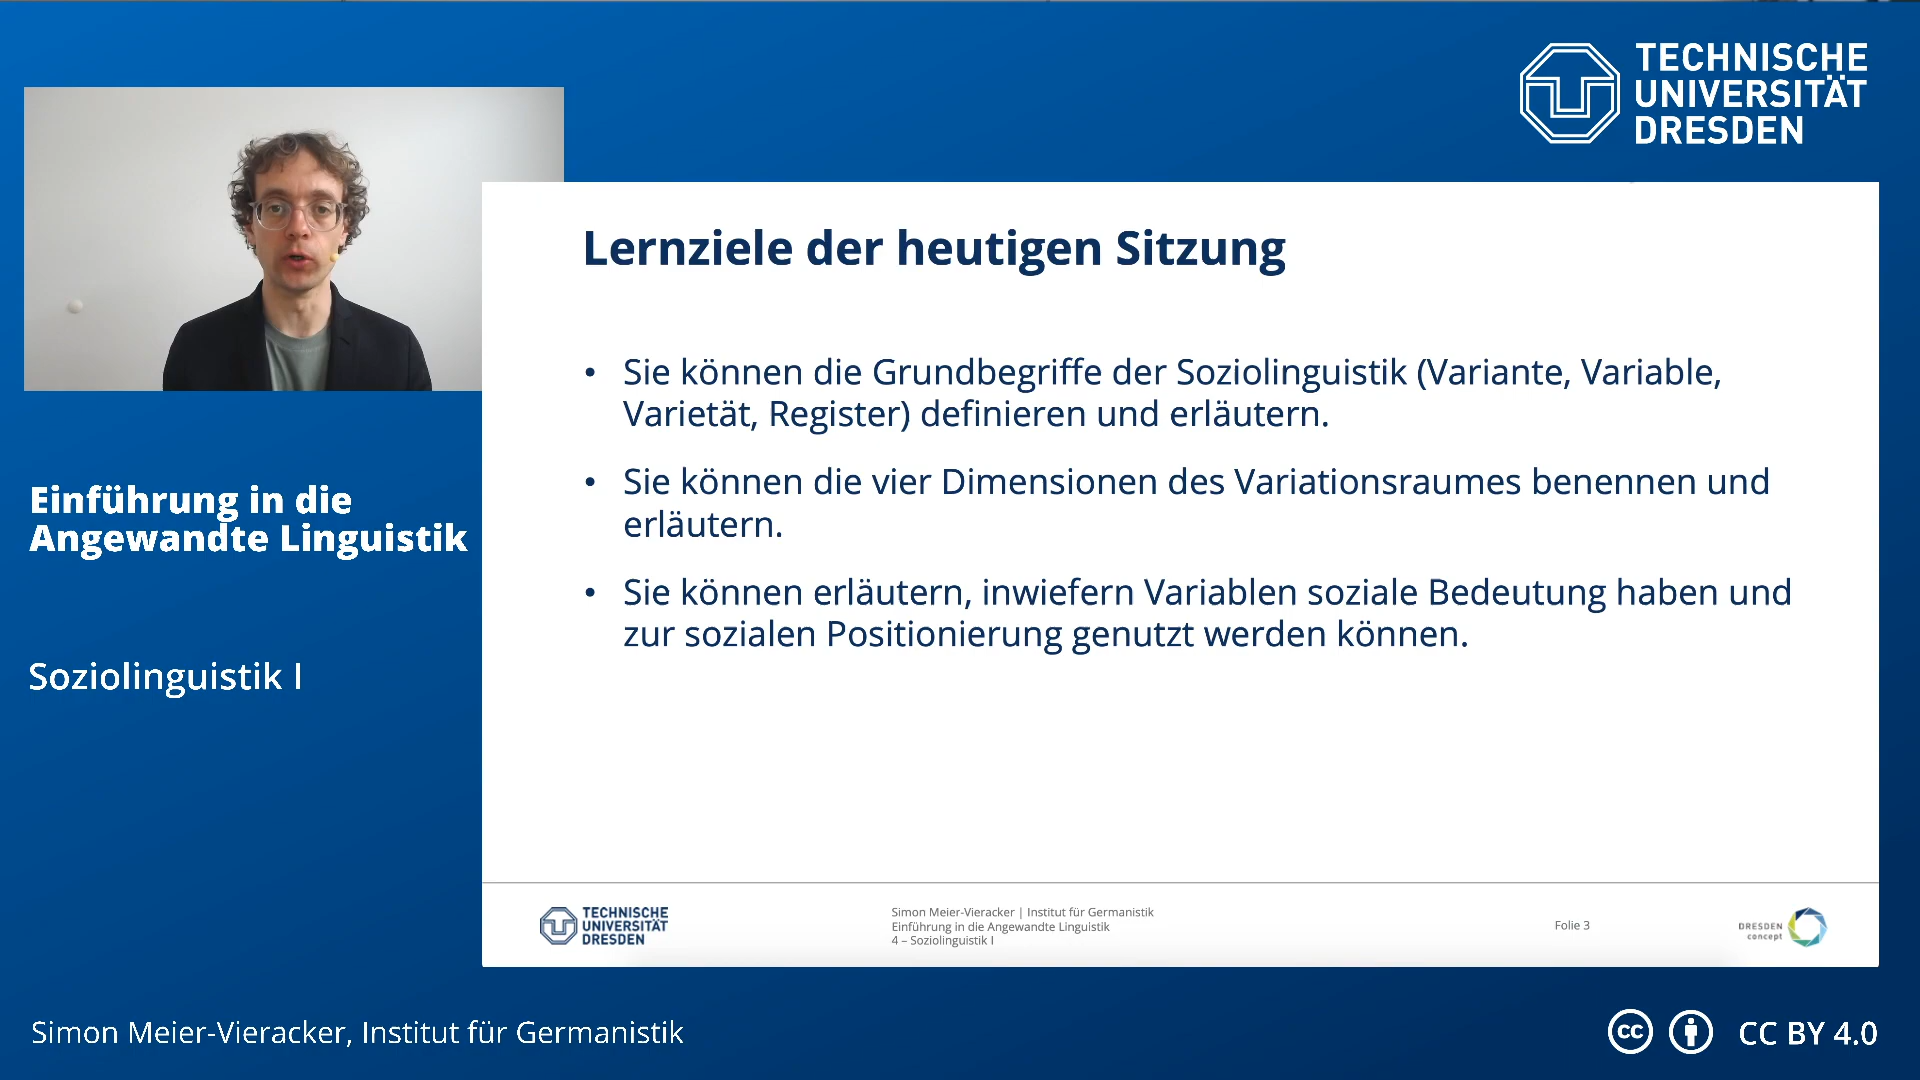 TECHNISCHE
UNIVERSITÄT
DRESDEN
Lernziele der heutigen Sitzung
• Sie können die Grundbegriffe der Soziolinguistik (Variante, Variable,
Varietät, Register) definieren und erläutern.
• Sie können die vier Dimensionen des Variationsraumes benennen und
erläutern.
• Sie können erläutern, inwiefern Variablen soziale Bedeutung haben und
zur sozialen Positionierung genutzt werden können.
Einführung in die
Angewandte Linguistik
Soziolinguistik I
TECHNISCHE
UNIVERSITÄT
DRESDEN
Simon Meier-Vieracker | Institut für Germanistik
Einführung in die Angewandte Linguistik
4 – Soziolinguistik I
Folie 3
DRESDEN
concept
Simon Meier-Vieracker, Institut für Germanistik
cc
CC BY 4.0